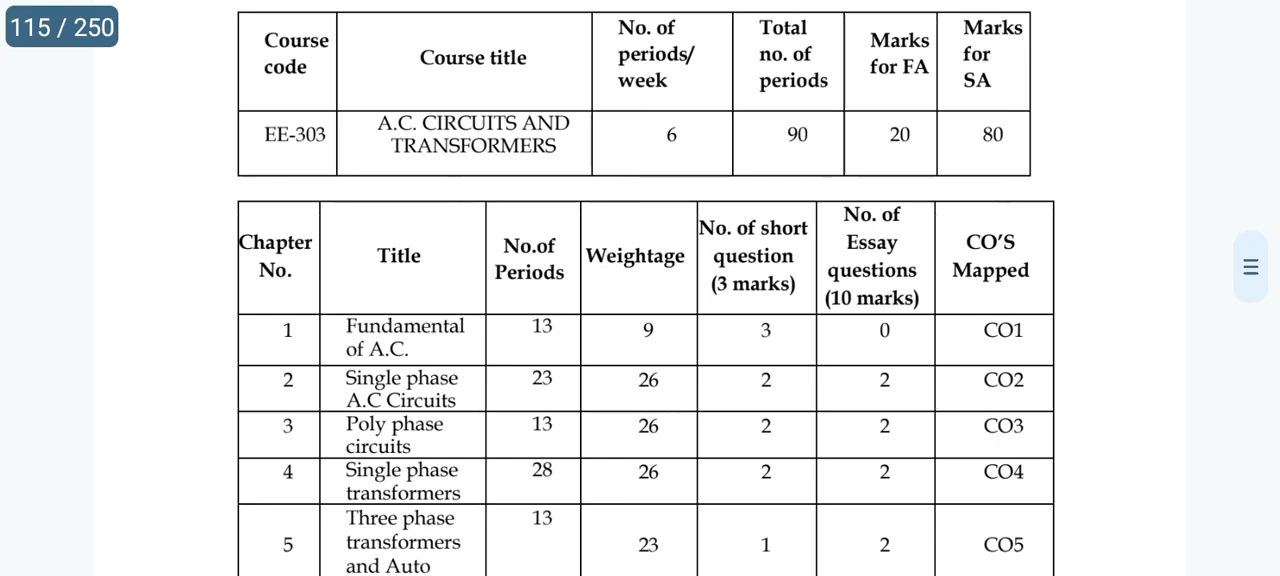 115 / 250
Course code | Course title | No. of periods/ week | Total no. of periods | Marks for FA | Marks for SA
EE-303 | A.C. CIRCUITS AND TRANSFORMERS | 6 | 90 | 20 | 80
Chapter No. | Title | No.of Periods | Weightage | No. of short question (3 marks) | No. of Essay questions (10 marks) | CO'S Mapped
1 | Fundamental of A.C. | 13 | 9 | 3 | 0 | CO1
2 | Single phase A.C Circuits | 23 | 26 | 2 | 2 | CO2
3 | Poly phase circuits | 13 | 26 | 2 | 2 | CO3
4 | Single phase transformers | 28 | 26 | 2 | 2 | CO4
5 | Three phase transformers and Auto | 13 | 23 | 1 | 2 | CO5